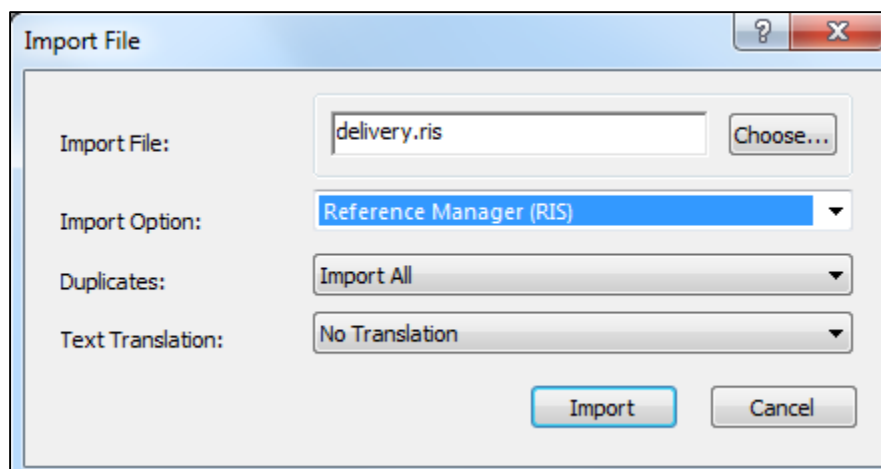 Import File
Import File: delivery.ris Choose...
Import Option: Reference Manager (RIS)
Duplicates: Import All
Text Translation: No Translation
Import Cancel